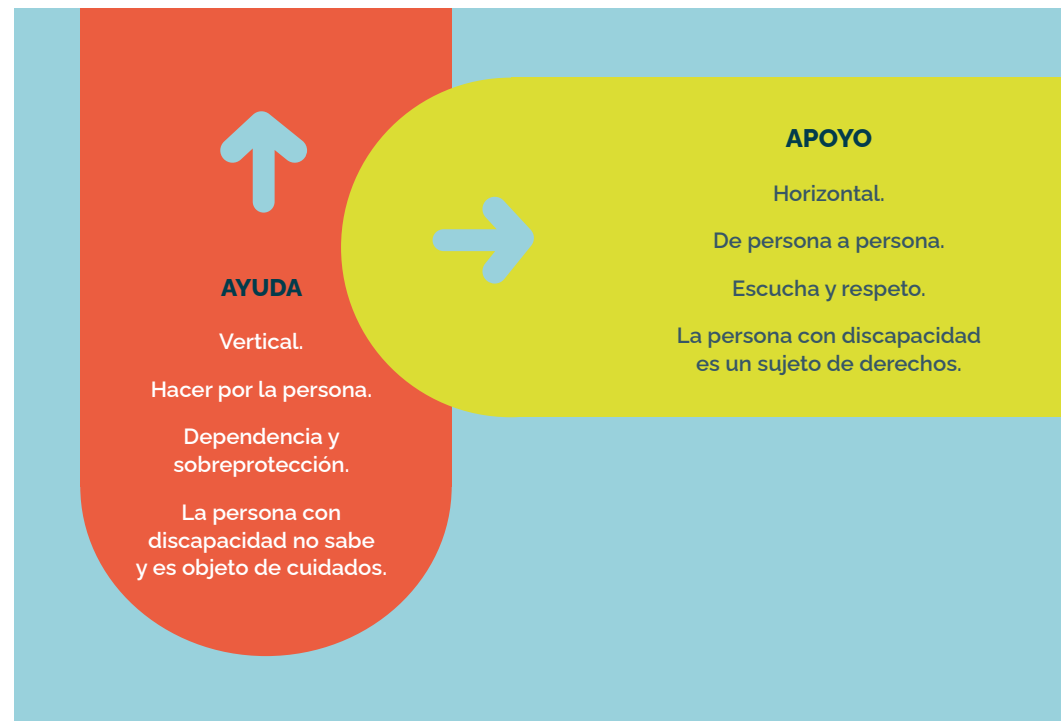 AYUDA
Vertical.
Hacer por la persona.
Dependencia y
sobreprotección.
La persona con
discapacidad no sabe
y es objeto de cuidados.
APOYO
Horizontal.
De persona a persona.
Escucha y respeto.
La persona con discapacidad
es un sujeto de derechos.